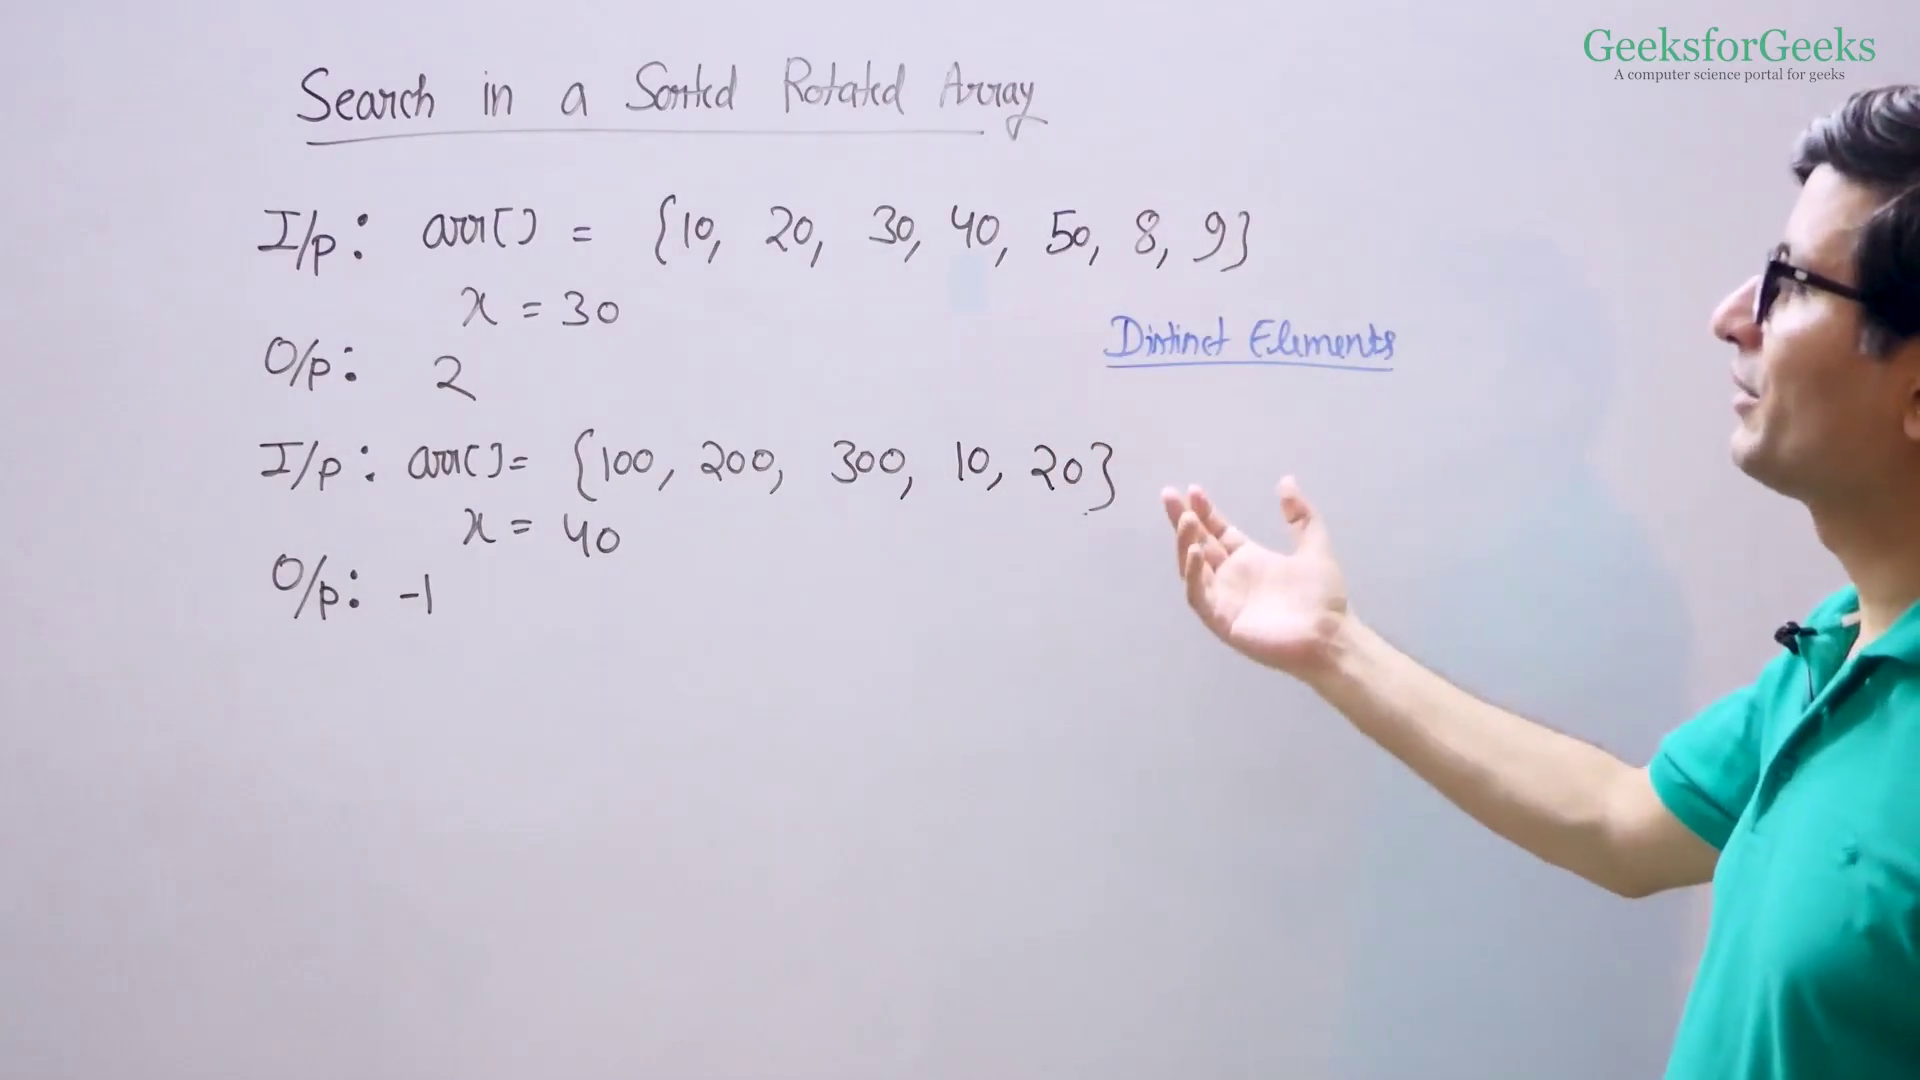 GeeksforGeeks
A computer science portal for geeks
Search in a Sorted Rotated Array
I/p: arr[] = {10, 20, 30, 40, 50, 8, 9}
x = 30
Distinct Elements
O/p: 2
I/p: arr[] = {100, 200, 300, 10, 20}
x = 40
O/p: -1